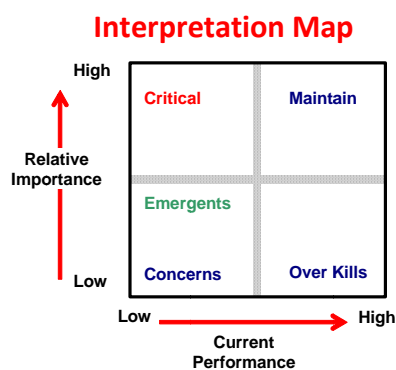 Interpretation Map
High
Critical
Maintain
Relative
Importance
Emergents
Concerns
Over Kills
Low
Low
High
Current
Performance